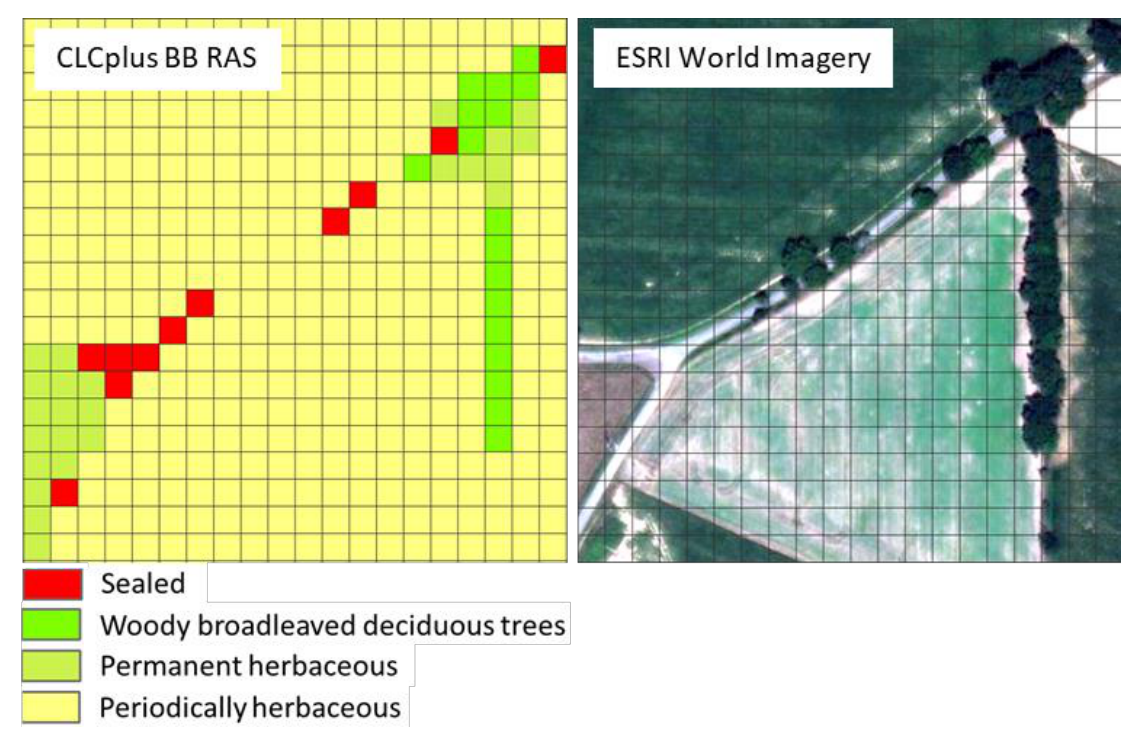 CLCplus BB RAS
ESRI World Imagery
Sealed
Woody broadleaved deciduous trees
Permanent herbaceous
Periodically herbaceous